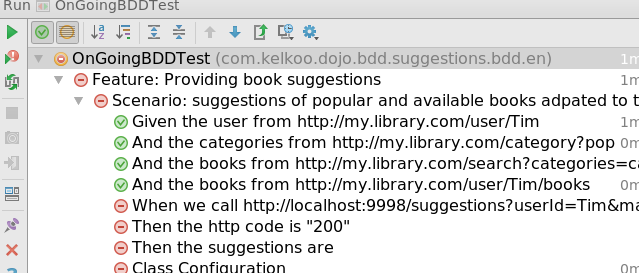 Run OnGoingBDDTest
OnGoingBDDTest (com.kelkoo.dojo.bdd.suggestions.bdd.en) 1m
Feature: Providing book suggestions 1m
Scenario: suggestions of popular and available books adpated to t
Given the user from http://my.library.com/user/Tim 1m
And the categories from http://my.library.com/category?pop 0m
And the books from http://my.library.com/search?categories=ca
And the books from http://my.library.com/user/Tim/books 0m
When we call http://localhost:9998/suggestions?userId=Tim&ma
Then the http code is "200" 0m
Then the suggestions are 0m
Class Configuration 0m